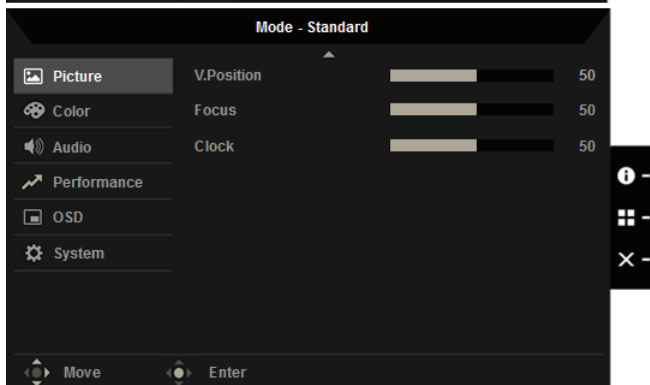 Mode - Standard
Picture
V.Position 50
Color
Focus 50
Audio
Clock 50
Performance
OSD
System
Move Enter